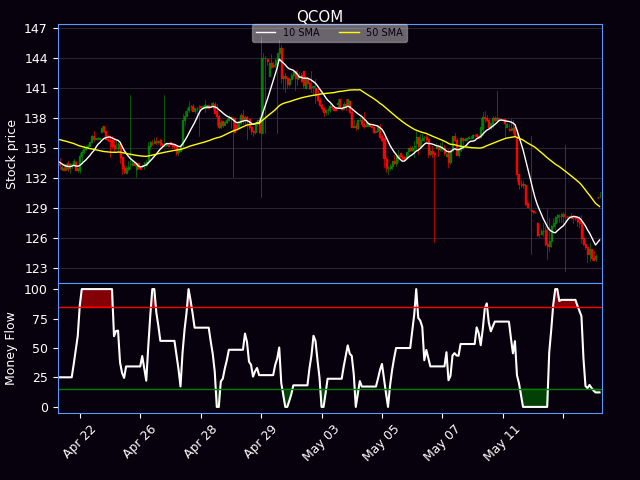 QCOM
10 SMA
50 SMA
Stock price
147
144
141
138
135
132
129
126
123
Money Flow
100
75
50
25
0
Apr 22
Apr 26
Apr 28
Apr 29
May 03
May 05
May 07
May 11